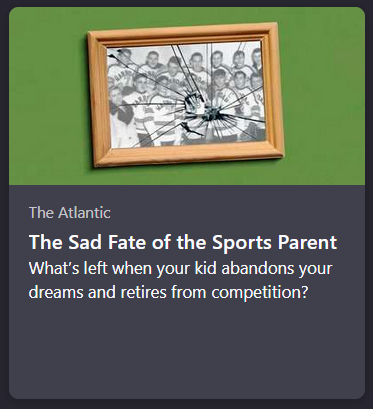 The Atlantic
The Sad Fate of the Sports Parent
What's left when your kid abandons your
dreams and retires from competition?